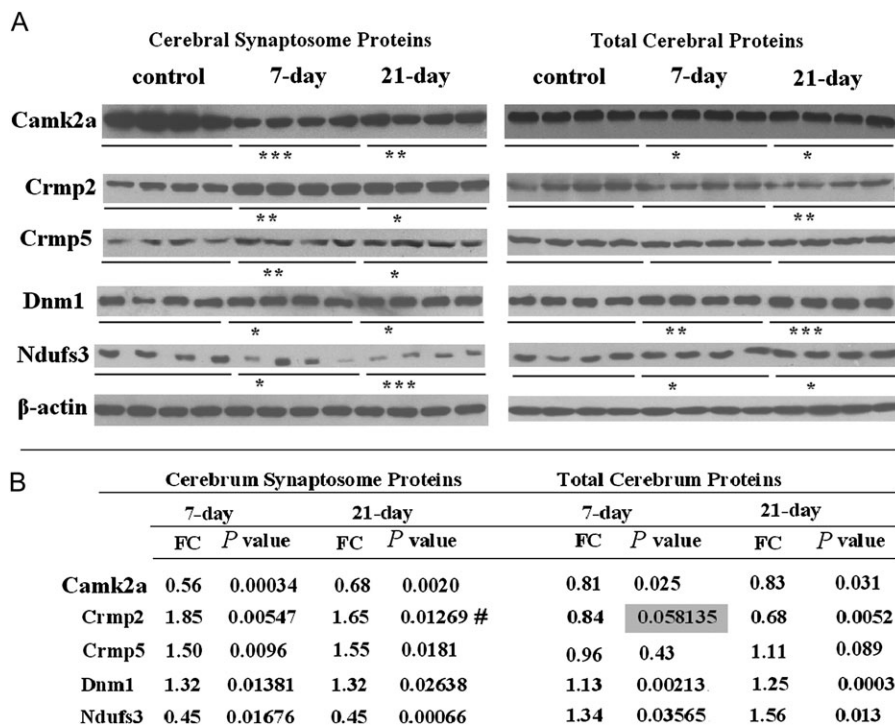 A
Cerebral Synaptosome Proteins Total Cerebral Proteins
control 7-day 21-day control 7-day 21-day
Camk2a
*** ** * *
Crmp2
** * **
Crmp5
** *
Dnm1
* * ** ***
Ndufs3
* *** * *
β-actin
B
Cerebrum Synaptosome Proteins Total Cerebrum Proteins
7-day 21-day 7-day 21-day
FC P value FC P value FC P value FC P value
Camk2a 0.56 0.00034 0.68 0.0020 0.81 0.025 0.83 0.031
Crmp2 1.85 0.00547 1.65 0.01269 # 0.84 0.058135 0.68 0.0052
Crmp5 1.50 0.0096 1.55 0.0181 0.96 0.43 1.11 0.089
Dnm1 1.32 0.01381 1.32 0.02638 1.13 0.00213 1.25 0.0003
Ndufs3 0.45 0.01676 0.45 0.00066 1.34 0.03565 1.56 0.013